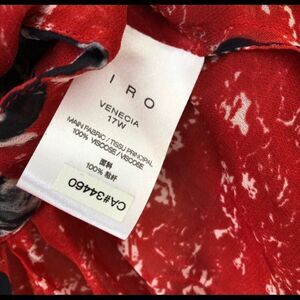 IRO
VENECIA
17W
MAIN FABRIC / TISSU PRINCIPAL
100% VISCOSE / VISCOSE
面料
100% 粘纤
CA#34460